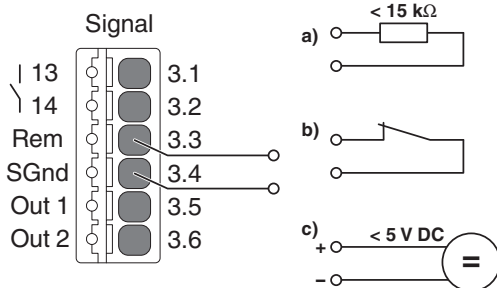 Signal
13 3.1
14 3.2
Rem 3.3
SGnd 3.4
Out 1 3.5
Out 2 3.6
a) < 15 kΩ
b)
c) + < 5 V DC =
–